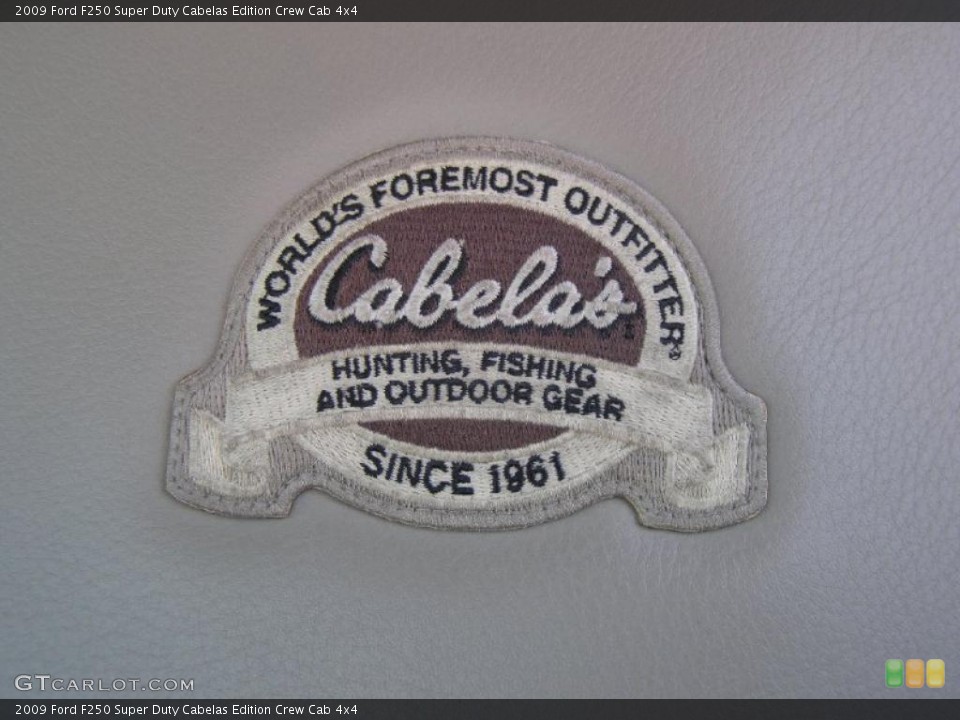 2009 Ford F250 Super Duty Cabelas Edition Crew Cab 4x4
WORLD'S FOREMOST OUTFITTER®
Cabela's
HUNTING, FISHING
AND OUTDOOR GEAR
SINCE 1961
GTCARLOT.COM
2009 Ford F250 Super Duty Cabelas Edition Crew Cab 4x4